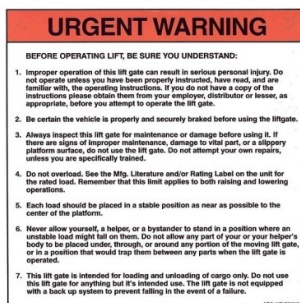 URGENT WARNING
BEFORE OPERATING LIFT, BE SURE YOU UNDERSTAND:
1. Improper operation of this lift gate can result in serious personal injury. Do
not operate unless you have been properly instructed, have read, and are
familiar with, the operating instructions. If you do not have a copy of the
instructions please obtain them from your employer, distributor or lesser, as
appropriate, before you attempt to operate the lift gate.
2. Be certain the vehicle is properly and securely braked before using the liftgate.
3. Always inspect this lift gate for maintenance or damage before using it. If
there are signs of improper maintenance, damage to vital part, or a slippery
platform surface, do not use the lift gate. Do not attempt your own repairs,
unless you are specifically trained.
4. Do not overload. See the Mfg. Literature and/or Rating Label on the unit for
the rated load. Remember that this limit applies to both raising and lowering
operations.
5. Each load should be placed in a stable position as near as possible to the
center of the platform.
6. Never allow yourself, a helper, or a bystander to stand in a position where an
unstable load might fall on them. Do not allow any part of your or your helper's
body to be placed under, through, or around any portion of the moving lift gate,
or in a position that would trap them between any parts when the lift gate is
operated.
7. This lift gate is intended for loading and unloading of cargo only. Do not use
this lift gate for anything but it's intended use. The lift gate is not equipped
with a back up system to prevent falling in the event of a failure.